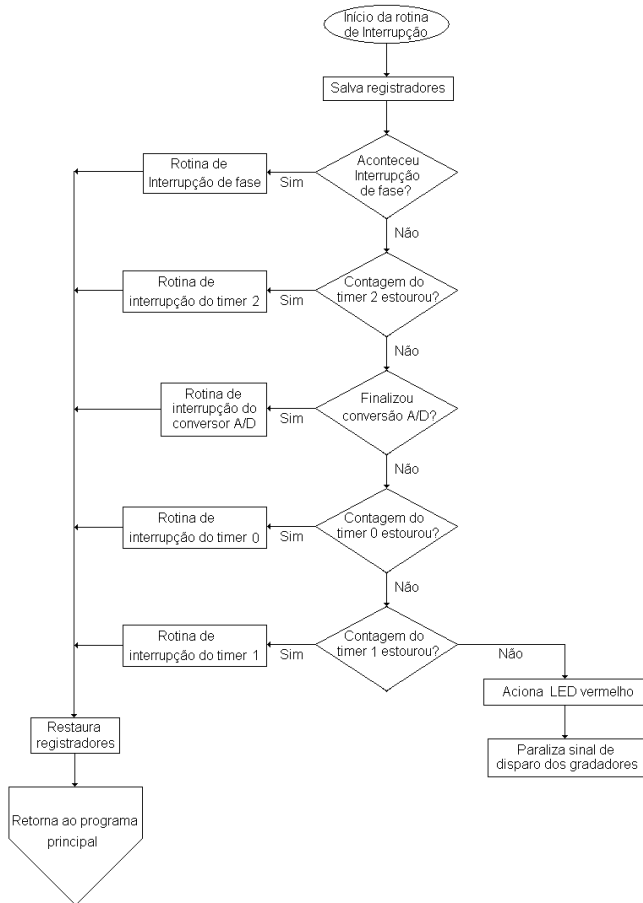 Início da rotina
de Interrupção
Salva registradores
Aconteceu
Interrupção
de fase?
Sim
Rotina de
Interrupção de fase
Não
Contagem do
timer 2 estourou?
Sim
Rotina de
interrupção do timer 2
Não
Finalizou
conversão A/D?
Sim
Rotina de
interrupção do
conversor A/D
Não
Contagem do
timer 0 estourou?
Sim
Rotina de
interrupção do timer 0
Não
Contagem do
timer 1 estourou?
Sim
Rotina de
interrupção do timer 1
Não
Aciona LED vermelho
Paraliza sinal de
disparo dos gradadores
Restaura
registradores
Retorna ao programa
principal